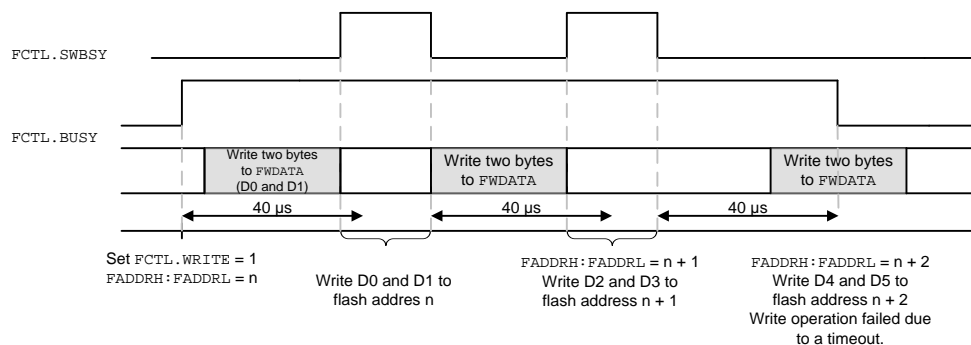 FCTL.SWBSY
FCTL.BUSY
Write two bytes
to FWDATA
(D0 and D1)
Write two bytes
to FWDATA
Write two bytes
to FWDATA
40 µs
40 µs
40 µs
Set FCTL.WRITE = 1
FADDRH:FADDRL = n
Write D0 and D1 to
flash addres n
FADDRH:FADDRL = n + 1
Write D2 and D3 to
flash address n + 1
FADDRH:FADDRL = n + 2
Write D4 and D5 to
flash address n + 2
Write operation failed due
to a timeout.